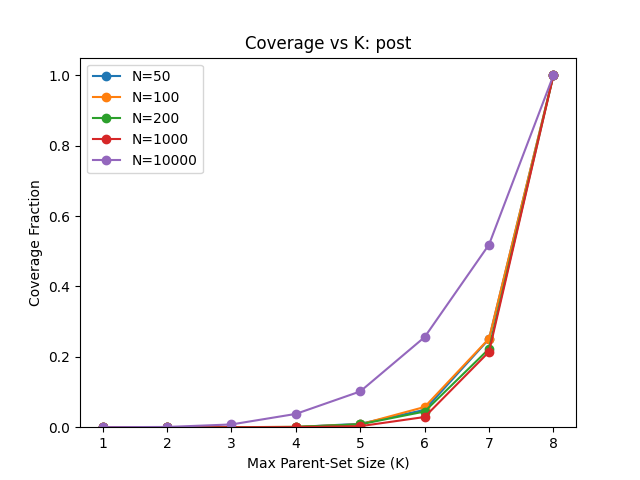 Coverage vs K: post
N=50
N=100
N=200
N=1000
N=10000
Coverage Fraction
1.0
0.8
0.6
0.4
0.2
0.0
1 2 3 4 5 6 7 8
Max Parent-Set Size (K)